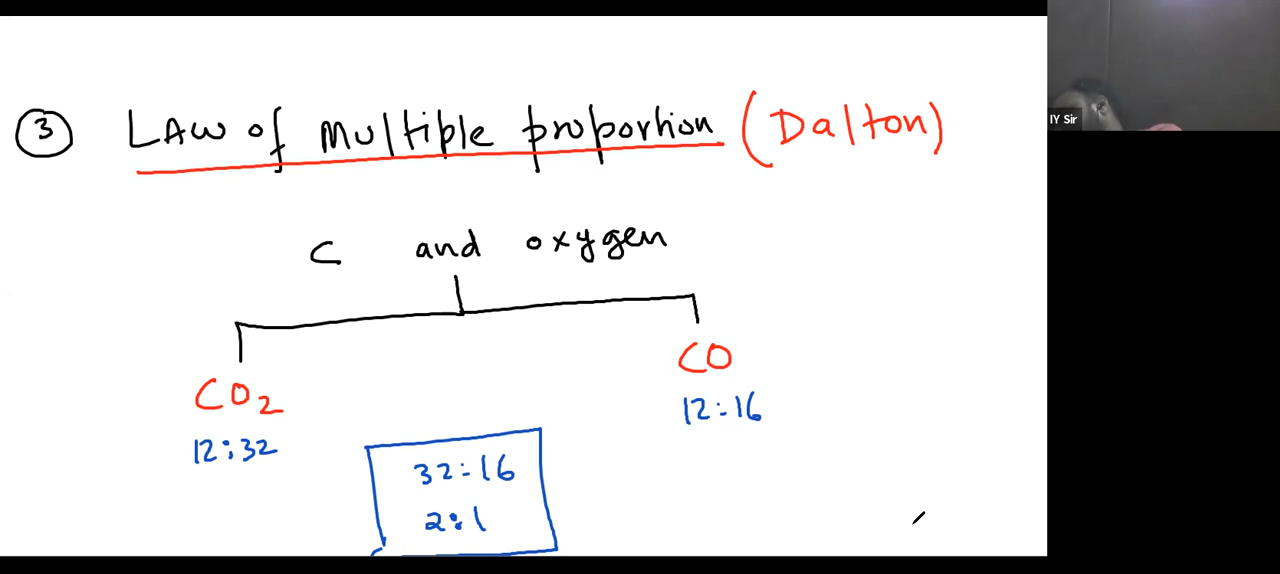 ③ LAW of multiple proportion (Dalton)
IY Sir
C and oxygen
CO₂
CO
12:32
12:16
32:16
2:1